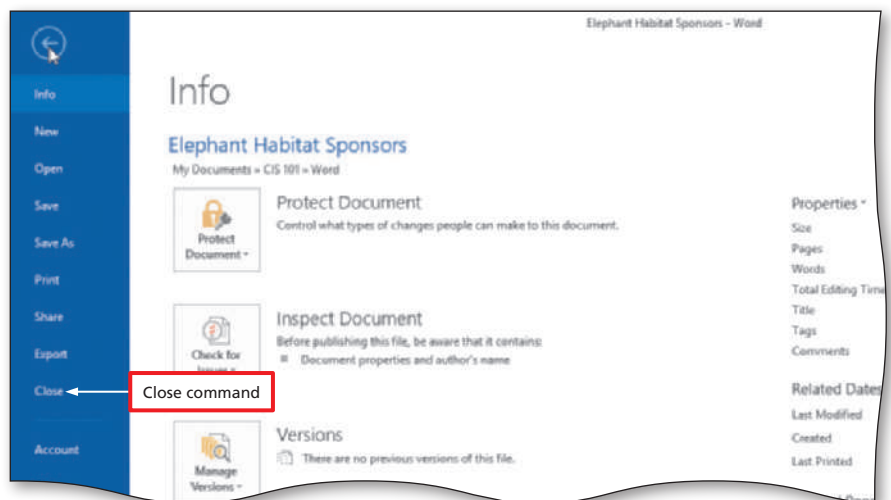 Elephant Habitat Sponsors - Word
Info
New
Open
Save
Save As
Print
Share
Export
Close
Account
Close command
Info
Elephant Habitat Sponsors
My Documents » CIS 101 » Word
Protect
Document
Protect Document
Control what types of changes people can make to this document.
Check for
Inspect Document
Before publishing this file, be aware that it contains:
Document properties and author's name
Manage
Versions
Versions
There are no previous versions of this file.
Properties
Size
Pages
Words
Total Editing Time
Title
Tags
Comments
Related Dates
Last Modified
Created
Last Printed